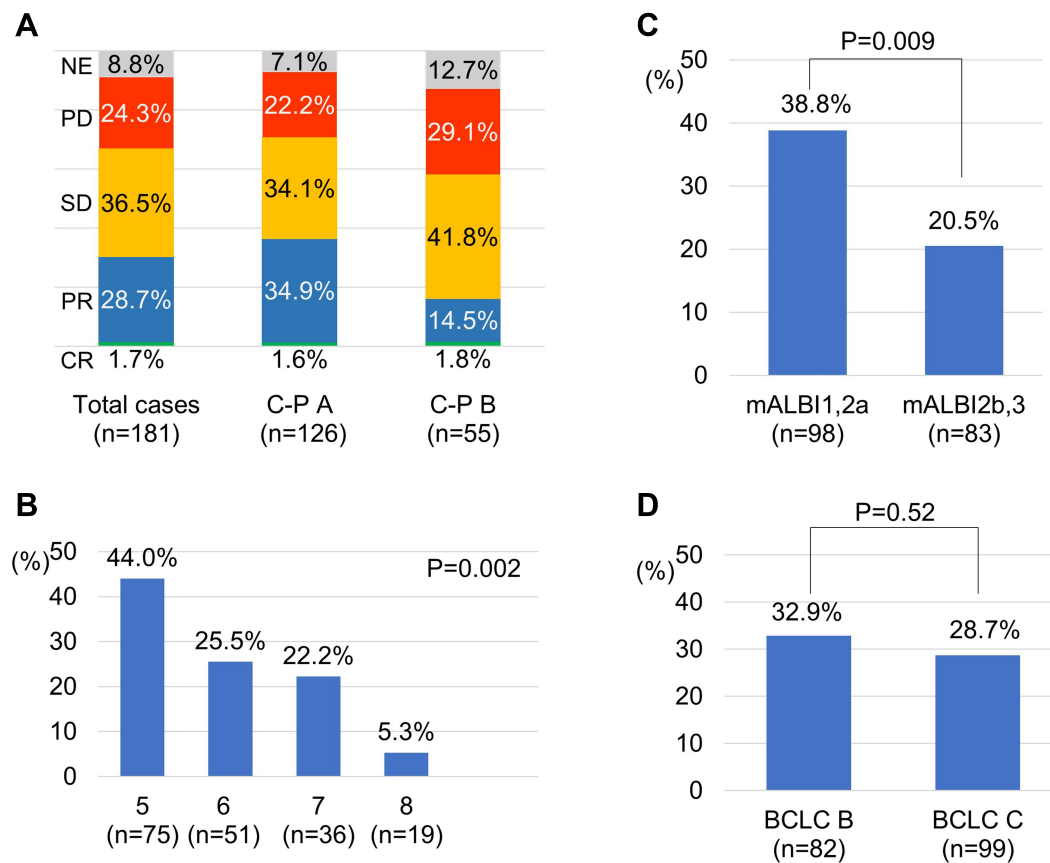 A
NE
8.8%
7.1%
12.7%
PD
24.3%
22.2%
29.1%
SD
36.5%
34.1%
41.8%
PR
28.7%
34.9%
14.5%
CR
1.7%
1.6%
1.8%
Total cases
(n=181)
C-P A
(n=126)
C-P B
(n=55)
B
(%)
50
40
30
20
10
0
44.0%
25.5%
22.2%
5.3%
P=0.002
5
(n=75)
6
(n=51)
7
(n=36)
8
(n=19)
C
P=0.009
(%)
50
40
30
20
10
0
38.8%
20.5%
mALBI1,2a
(n=98)
mALBI2b,3
(n=83)
D
P=0.52
(%)
50
40
30
20
10
0
32.9%
28.7%
BCLC B
(n=82)
BCLC C
(n=99)